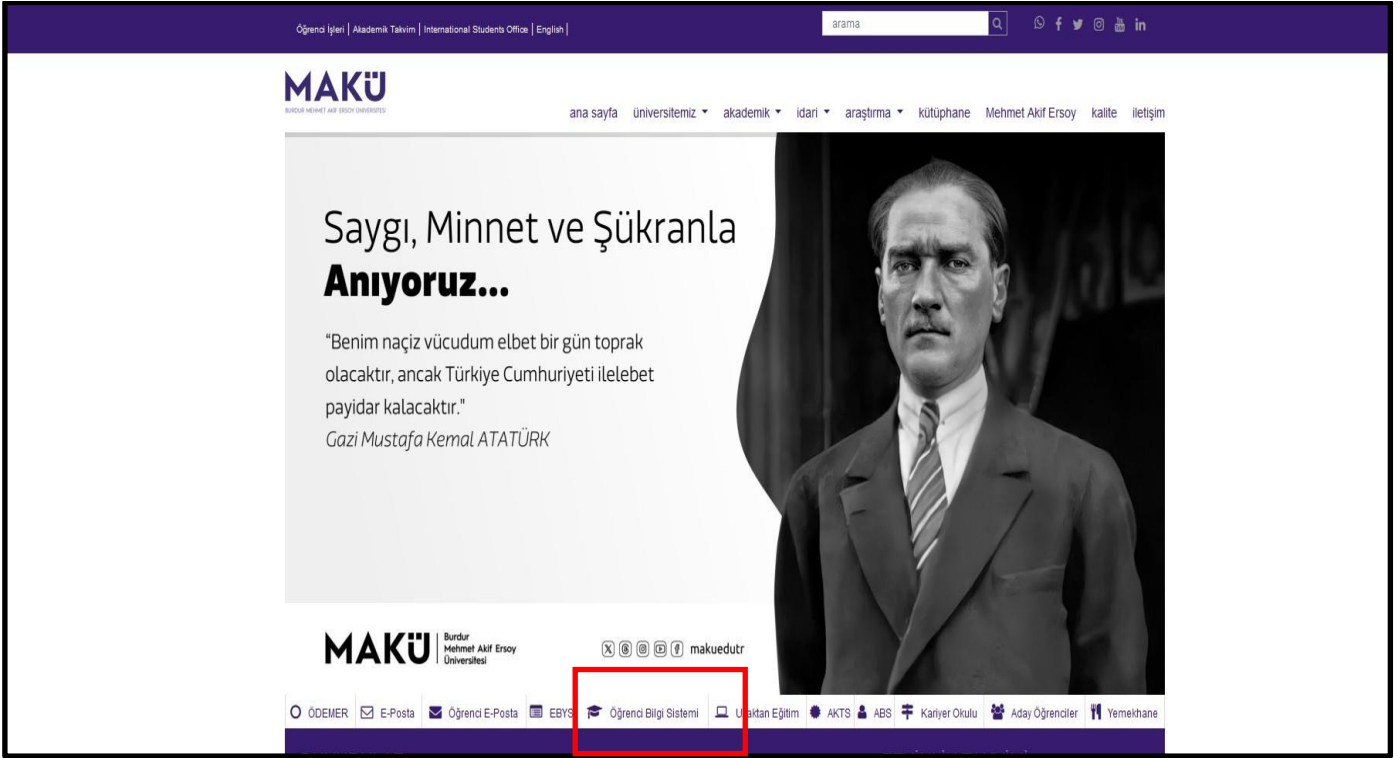 Öğrenci İşleri | Akademik Takvim | International Students Office | English |
arama
MAKÜ
BURDUR MEHMET AKİF ERSOY ÜNİVERSİTESİ
ana sayfa üniversitemiz akademik idari araştırma kütüphane Mehmet Akif Ersoy kalite iletişim
Saygı, Minnet ve Şükranla
Anıyoruz...
“Benim naçiz vücudum elbet bir gün toprak
olacaktır, ancak Türkiye Cumhuriyeti ilelebet
payidar kalacaktır."
Gazi Mustafa Kemal ATATÜRK
MAKÜ
Burdur
Mehmet Akif Ersoy
Üniversitesi
makuedutr
ÖDEMER E-Posta Öğrenci E-Posta EBYS Öğrenci Bilgi Sistemi Uzaktan Eğitim AKTS ABS Kariyer Okulu Aday Öğrenciler Yemekhane